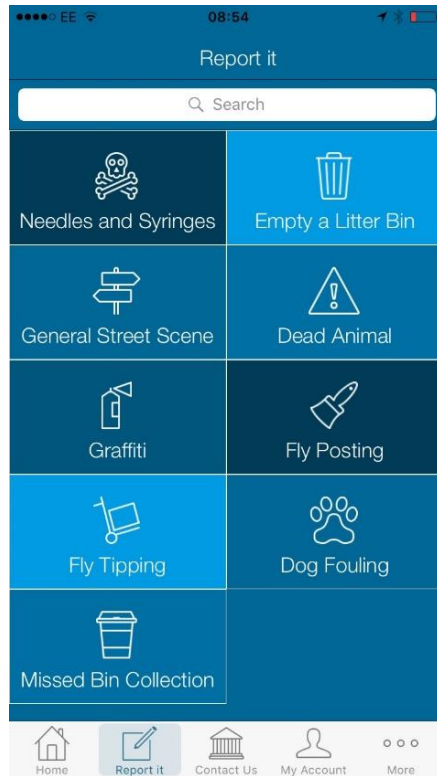 EE 08:54
Report it
Search
Needles and Syringes
Empty a Litter Bin
General Street Scene
Dead Animal
Graffiti
Fly Posting
Fly Tipping
Dog Fouling
Missed Bin Collection
Home Report it Contact Us My Account More